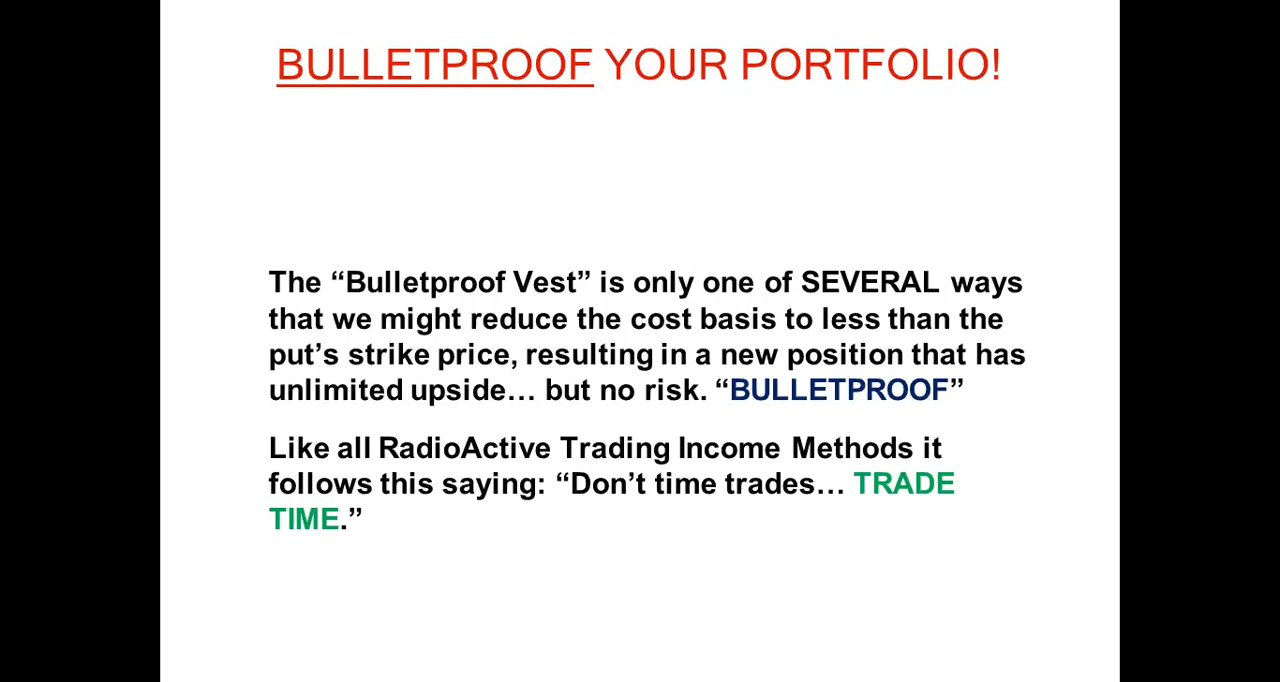 BULLETPROOF YOUR PORTFOLIO!
The “Bulletproof Vest” is only one of SEVERAL ways
that we might reduce the cost basis to less than the
put’s strike price, resulting in a new position that has
unlimited upside… but no risk. “BULLETPROOF”
Like all RadioActive Trading Income Methods it
follows this saying: “Don’t time trades… TRADE
TIME.”